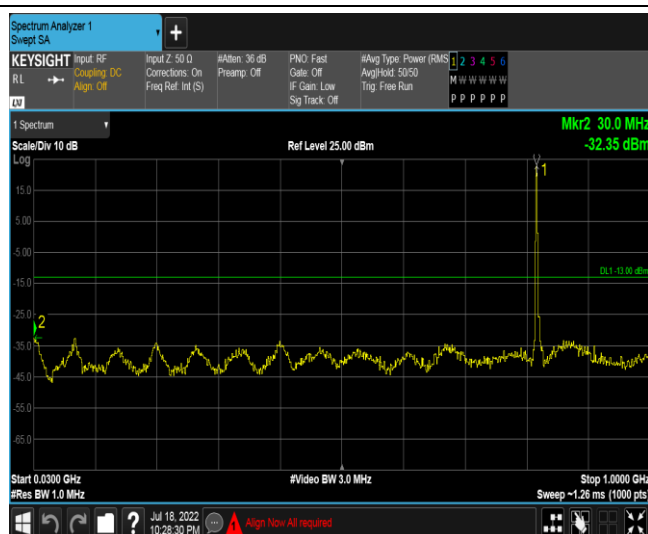 Spectrum Analyzer 1
Swept SA
+
KEYSIGHT
RL
LXI
Input: RF
Coupling: DC
Align: Off
Input Z: 50 Ω
Corrections: On
Freq Ref: Int (S)
#Atten: 36 dB
Preamp: Off
PNO: Fast
Gate: Off
IF Gain: Low
Sig Track: Off
#Avg Type: Power (RMS
Avg|Hold: 50/50
Trig: Free Run
1 2 3 4 5 6
M W W W W W
P P P P P P
1 Spectrum
Scale/Div 10 dB
Ref Level 25.00 dBm
Mkr2 30.0 MHz
-32.35 dBm
Log
1
15.0
5.00
-5.00
DL1 -13.00 dBm
-15.0
-25.0
2
-35.0
-45.0
-55.0
-65.0
Start 0.0300 GHz
#Video BW 3.0 MHz
Stop 1.0000 GHz
#Res BW 1.0 MHz
Sweep ~1.26 ms (1000 pts)
?
Jul 18, 2022
10:28:30 PM
Align Now All required